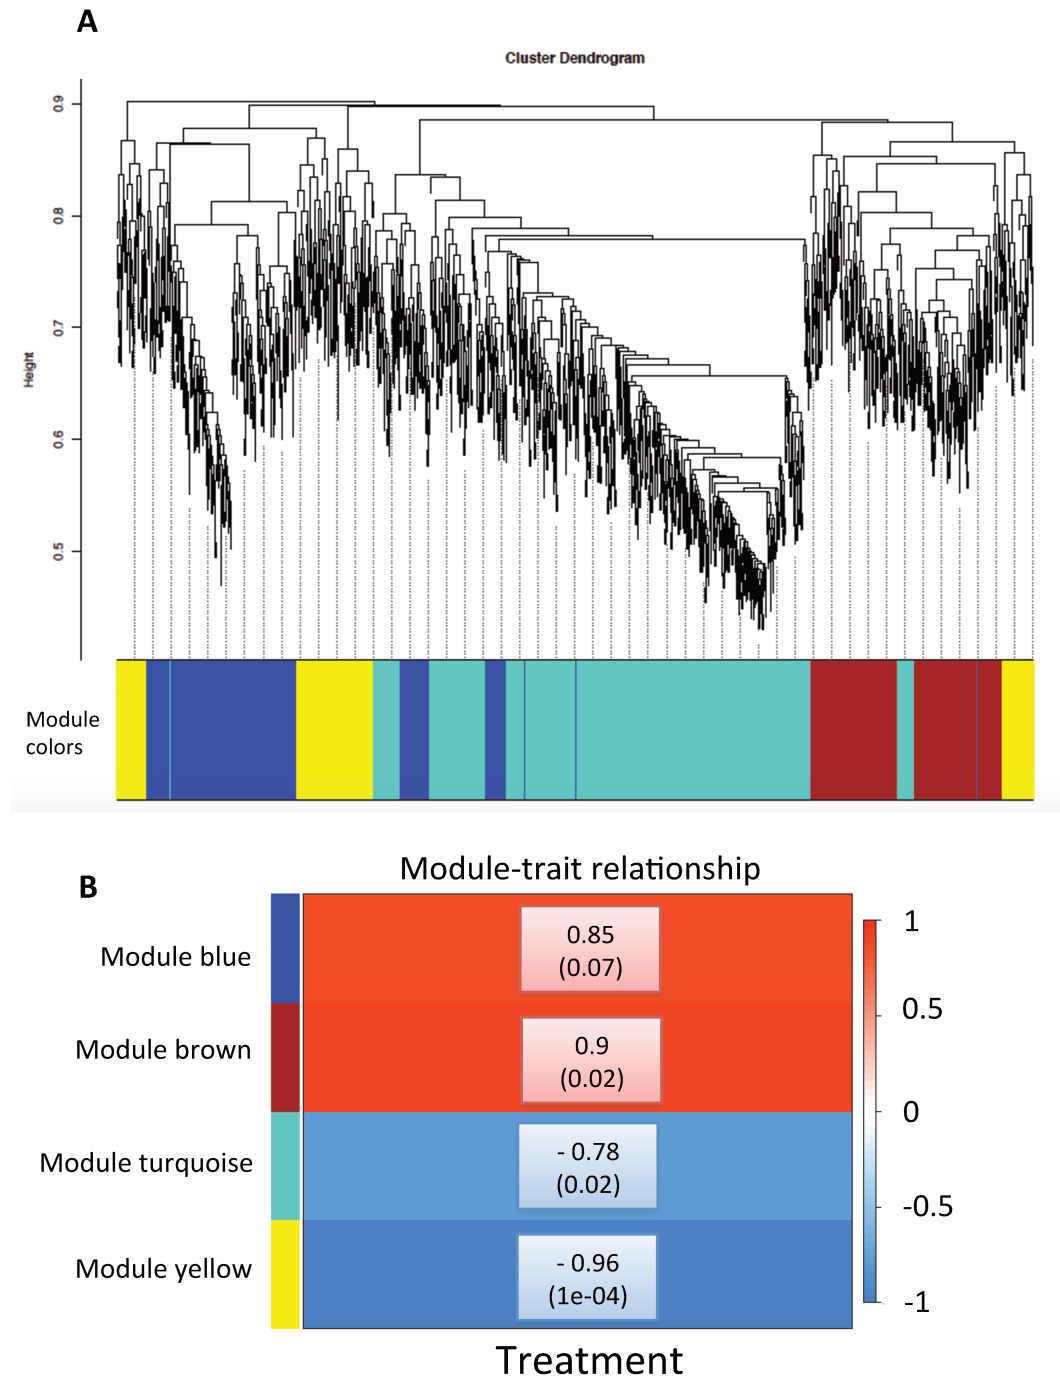 A
Cluster Dendrogram
Height
0.9
0.8
0.7
0.6
0.5
Module
colors
B
Module-trait relationship
Module blue
0.85
(0.07)
Module brown
0.9
(0.02)
Module turquoise
- 0.78
(0.02)
Module yellow
- 0.96
(1e-04)
1
0.5
0
-0.5
-1
Treatment